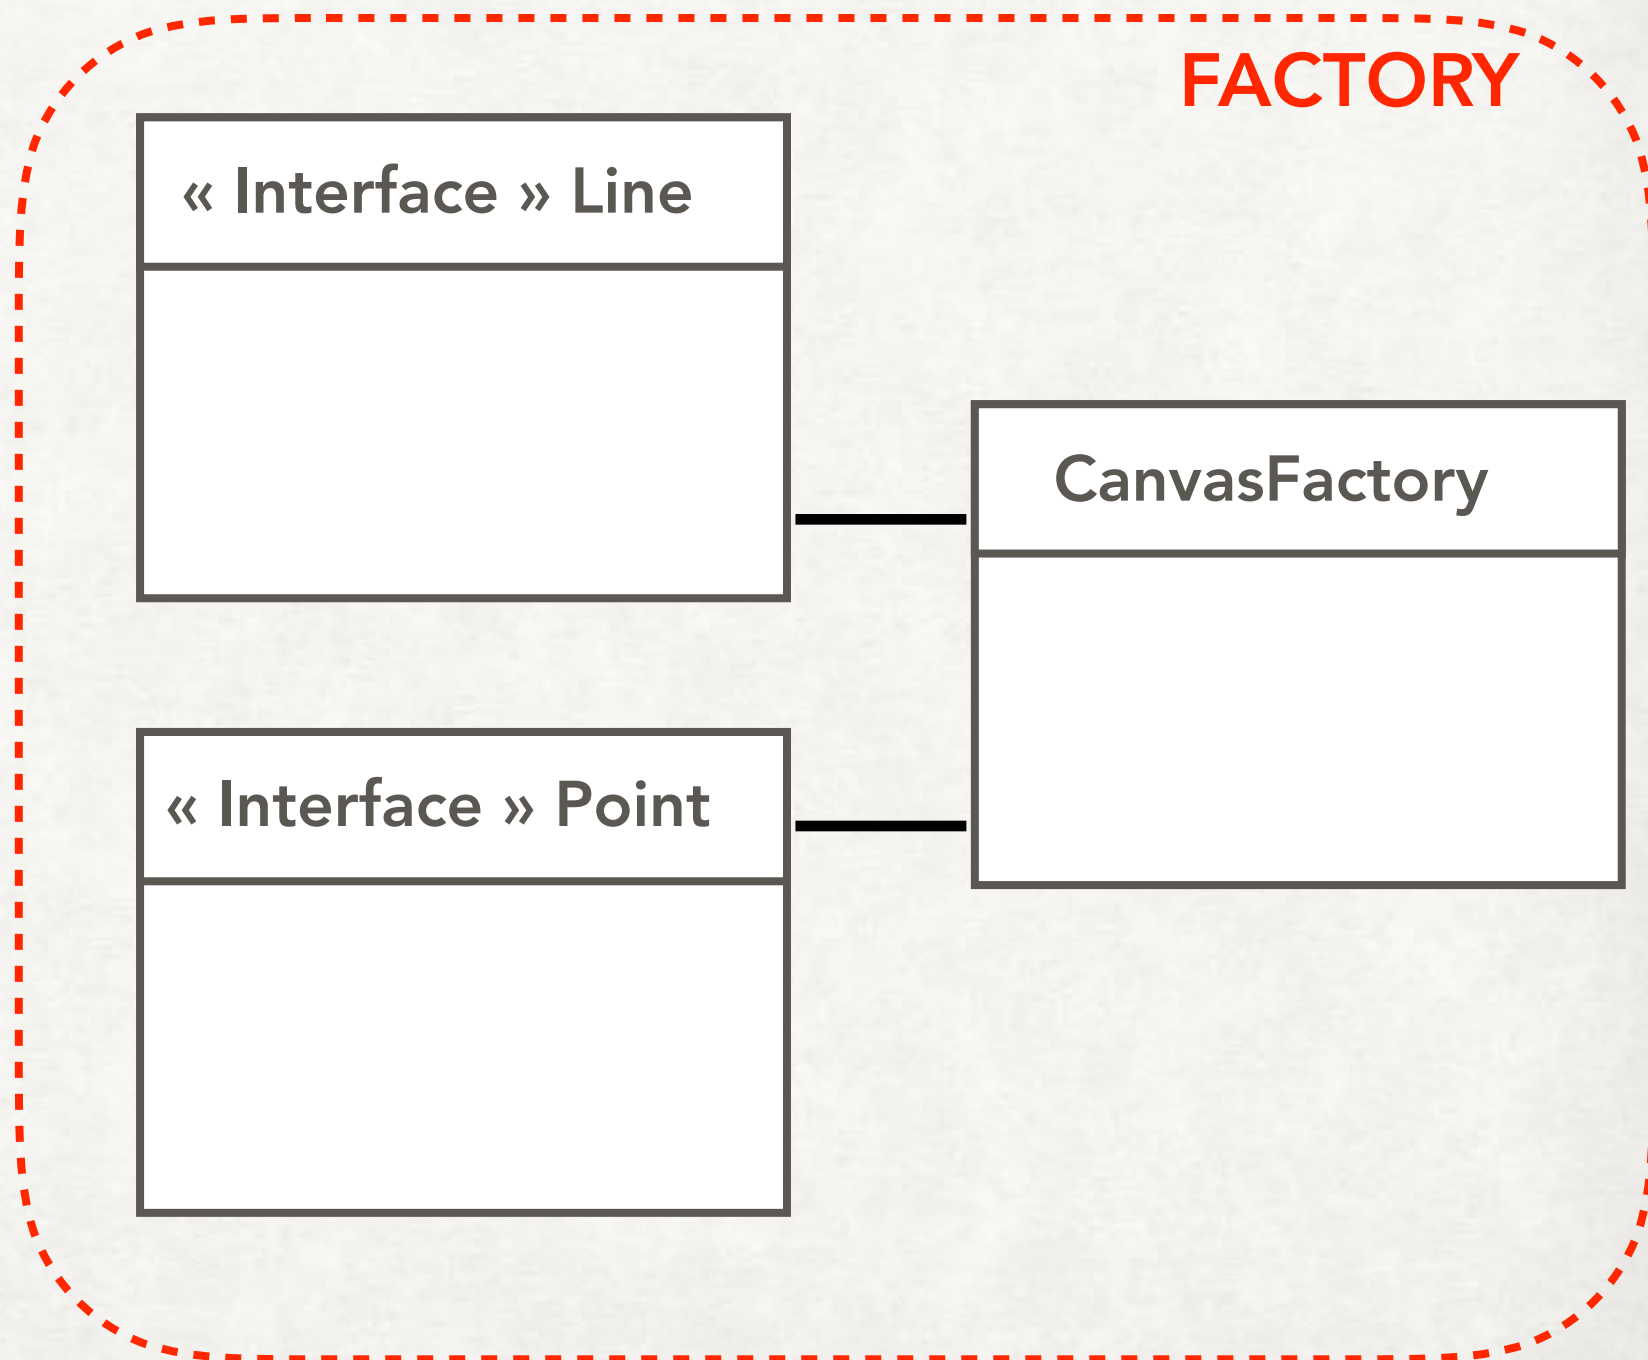 FACTORY
« Interface » Line
CanvasFactory
« Interface » Point